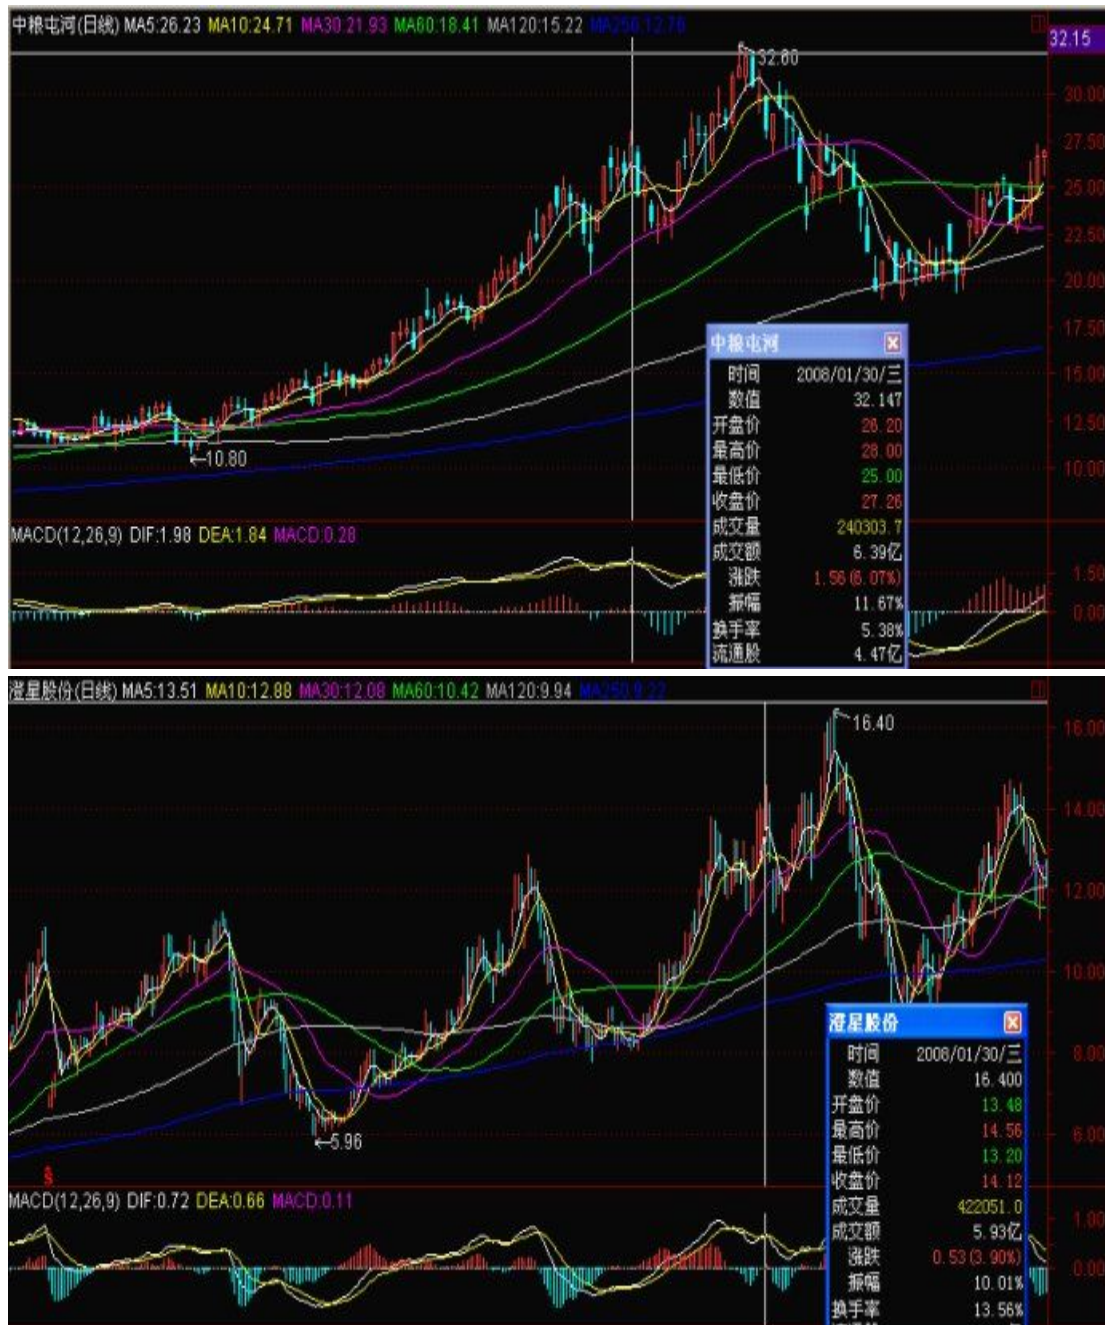 中粮屯河(日线) MA5:26.23 MA10:24.71 MA30:21.93 MA60:18.41 MA120:15.22 MA250:12.76
32.15
32.60
30.00
27.50
25.00
22.50
20.00
17.50
15.00
12.50
10.00
←10.80
中粮屯河
时间 2008/01/30/三
数值 32.147
开盘价 26.20
最高价 28.00
最低价 25.00
收盘价 27.26
成交量 240303.7
成交额 6.39亿
涨跌 1.56(6.07%)
振幅 11.67%
换手率 5.38%
流通股 4.47亿
MACD(12,26,9) DIF:1.98 DEA:1.84 MACD:0.28
1.50
0.00
澄星股份(日线) MA5:13.51 MA10:12.88 MA30:12.08 MA60:10.42 MA120:9.94 MA250:9.22
16.40
16.00
14.00
12.00
10.00
8.00
6.00
←5.96
S
澄星股份
时间 2008/01/30/三
数值 16.400
开盘价 13.48
最高价 14.56
最低价 13.20
收盘价 14.12
成交量 422051.0
成交额 5.93亿
涨跌 0.53(3.90%)
振幅 10.01%
换手率 13.56%
MACD(12,26,9) DIF:0.72 DEA:0.66 MACD:0.11
1.00
0.00